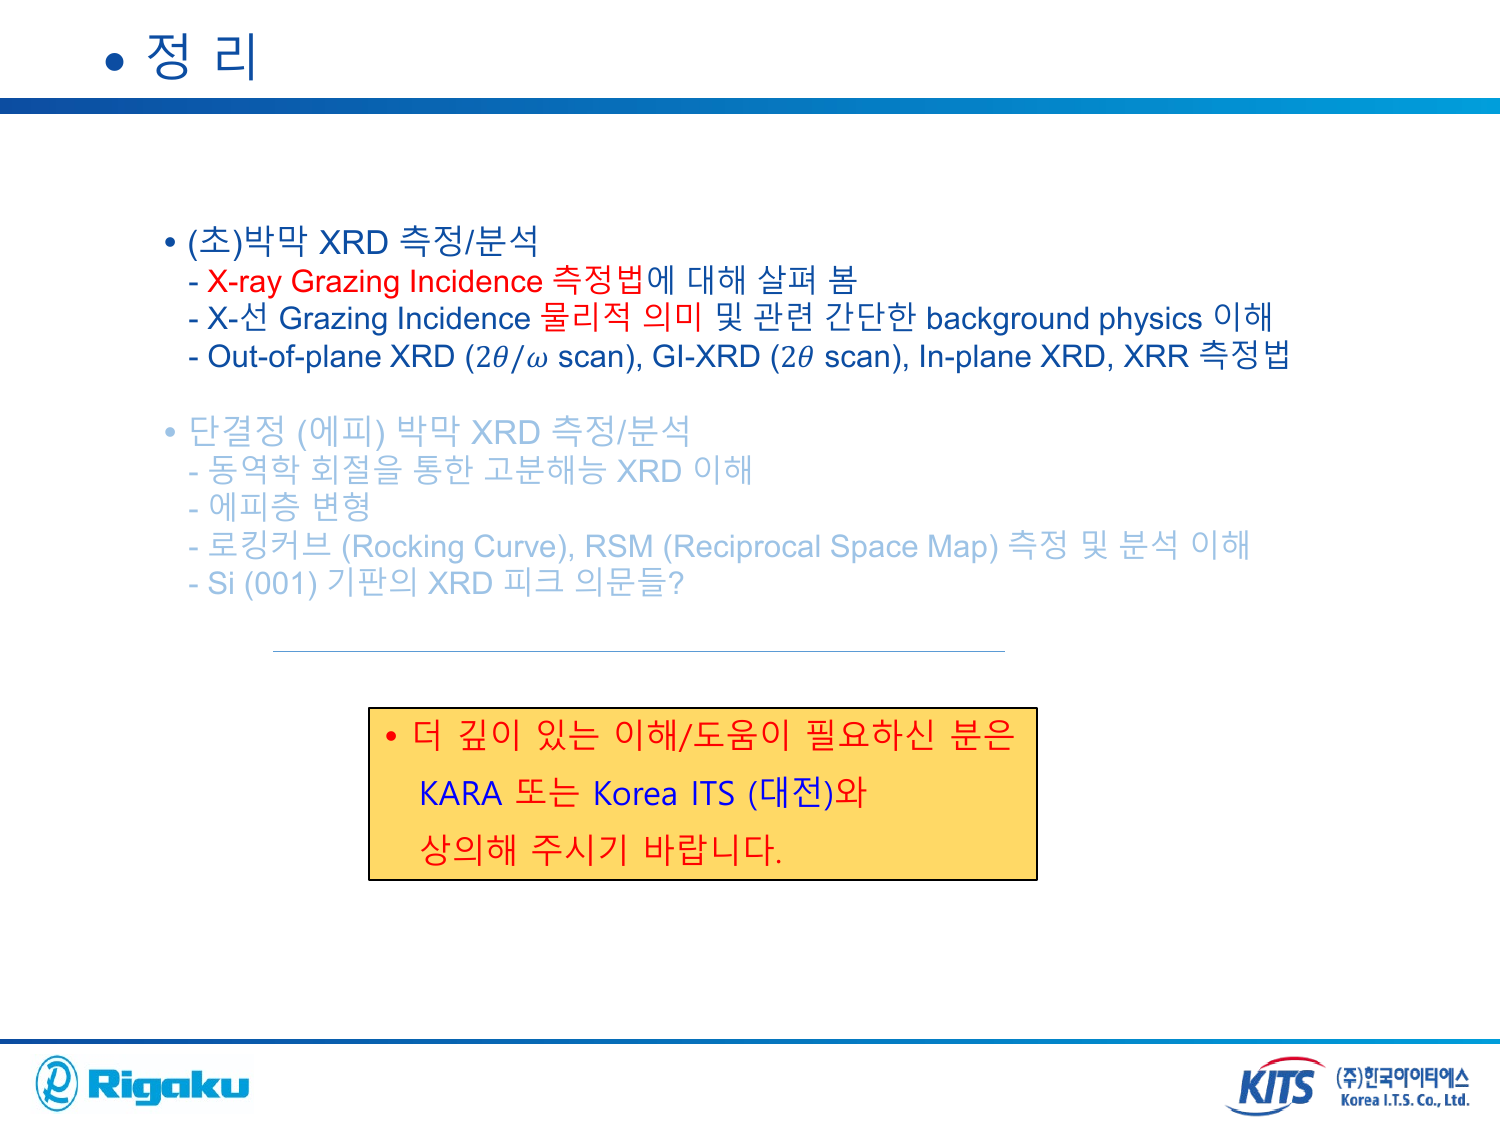 • 정 리
• (초)박막 XRD 측정/분석
- X-ray Grazing Incidence 측정법에 대해 살펴 봄
- X-선 Grazing Incidence 물리적 의미 및 관련 간단한 background physics 이해
- Out-of-plane XRD (2𝜃/𝜔 scan), GI-XRD (2𝜃 scan), In-plane XRD, XRR 측정법
• 단결정 (에피) 박막 XRD 측정/분석
- 동역학 회절을 통한 고분해능 XRD 이해
- 에피층 변형
- 로킹커브 (Rocking Curve), RSM (Reciprocal Space Map) 측정 및 분석 이해
- Si (001) 기판의 XRD 피크 의문들?
• 더 깊이 있는 이해/도움이 필요하신 분은
KARA 또는 Korea ITS (대전)와
상의해 주시기 바랍니다.
Rigaku
KITS (주)한국아이티에스
Korea I.T.S. Co., Ltd.